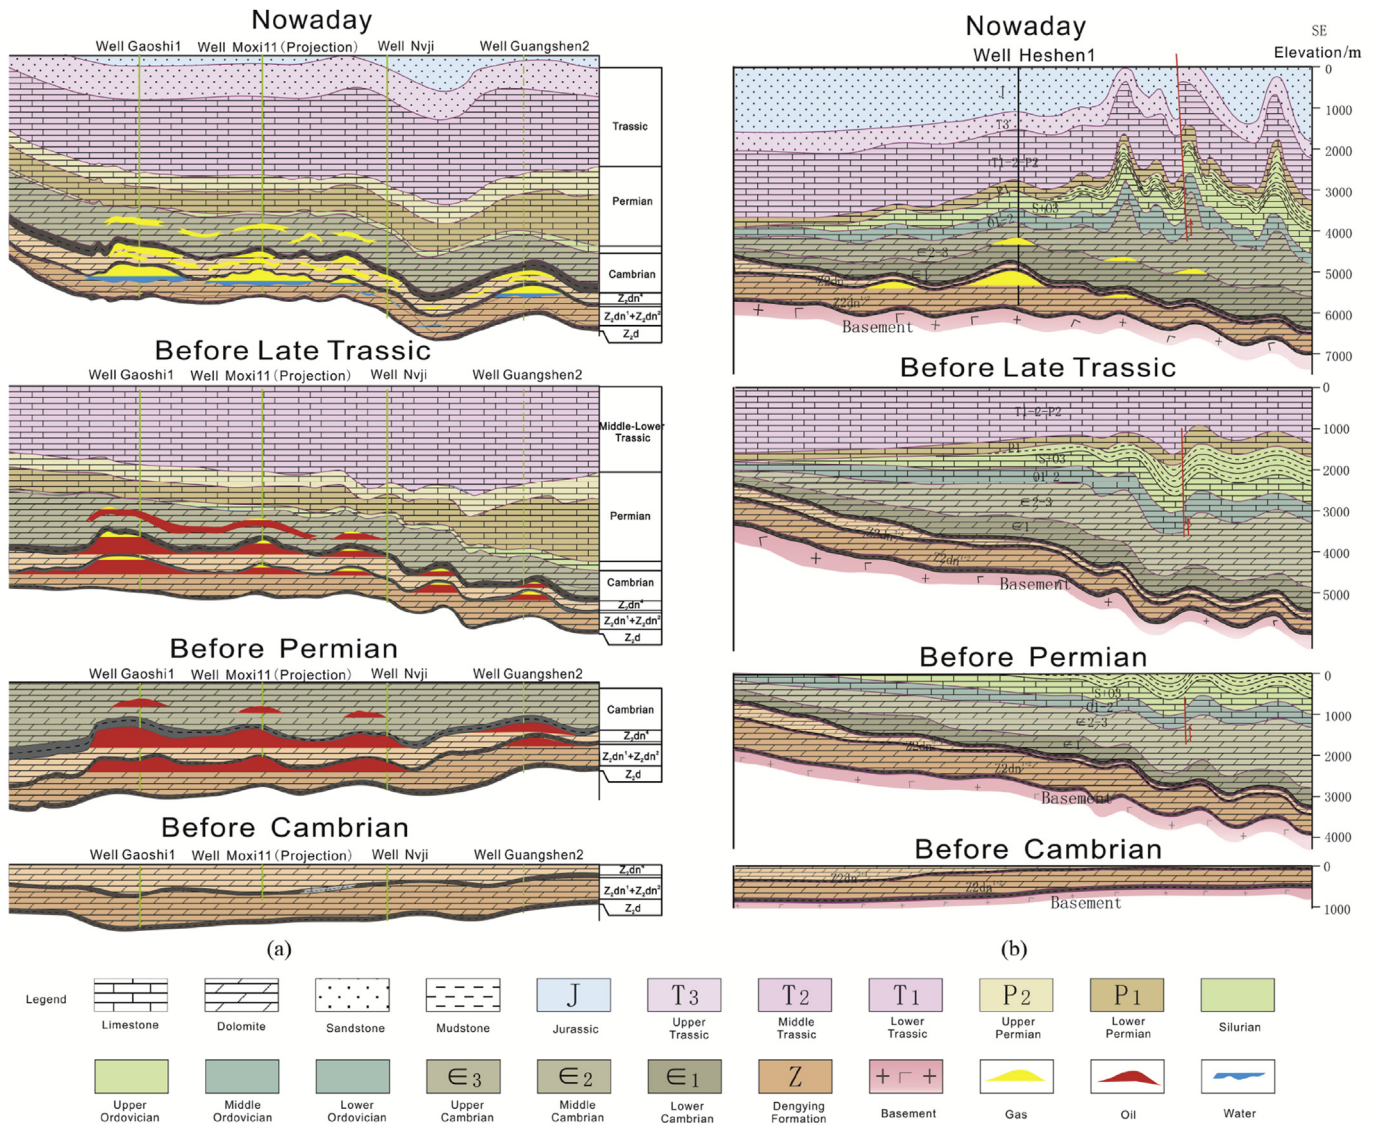 Nowaday
Well Gaoshi1
Well Moxi11(Projection)
Well Nvji
Well Guangshen2
Trassic
Permian
Cambrian
Z₂dn⁴
Z₂dn¹+Z₂dn²
Z₂d
Before Late Trassic
Well Gaoshi1
Well Moxi11(Projection)
Well Nvji
Well Guangshen2
Middle-Lower
Trassic
Permian
Cambrian
Z₂dn⁴
Z₂dn¹+Z₂dn²
Z₂d
Before Permian
Well Gaoshi1
Well Moxi11(Projection)
Well Nvji
Well Guangshen2
Cambrian
Z₂dn⁴
Z₂dn¹+Z₂dn²
Z₂d
Before Cambrian
Well Gaoshi1
Well Moxi11(Projection)
Well Nvji
Well Guangshen2
Z₂dn⁴
Z₂dn¹+Z₂dn²
Z₂d
(a)
Nowaday
SE
Well Heshen1
Elevation/m
0
1000
2000
3000
4000
5000
6000
7000
J
T3
T1-2-P2
P1
S+O3
O1-2
∈2-3
∈1
Basement
Before Late Trassic
0
1000
2000
3000
4000
5000
T1-2-P2
P1
S+O3
O1-2
∈2-3
∈1
Basement
Before Permian
0
1000
2000
3000
4000
S+O3
O1-2
∈2-3
∈1
Basement
Before Cambrian
0
1000
Basement
(b)
Legend
Limestone
Dolomite
Sandstone
Mudstone
J
Jurassic
T3
Upper
Trassic
T2
Middle
Trassic
T1
Lower
Trassic
P2
Upper
Permian
P1
Lower
Permian
Silurian
Upper
Ordovician
Middle
Ordovician
Lower
Ordovician
∈3
Upper
Cambrian
∈2
Middle
Cambrian
∈1
Lower
Cambrian
Z
Dengying
Formation
Basement
Gas
Oil
Water